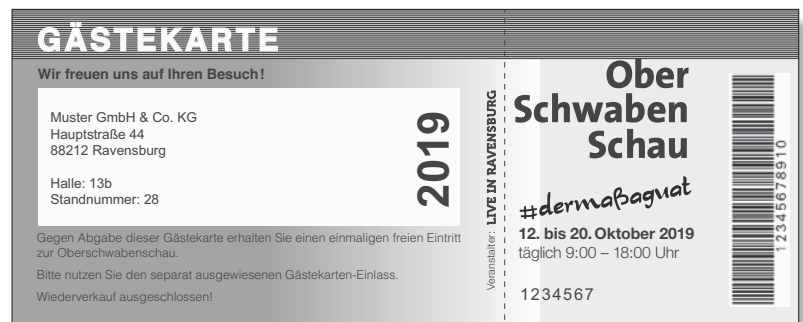 GÄSTEKARTE
Wir freuen uns auf Ihren Besuch!
Muster GmbH & Co. KG
Hauptstraße 44
88212 Ravensburg
Halle: 13b
Standnummer: 28
2019
Gegen Abgabe dieser Gästekarte erhalten Sie einen einmaligen freien Eintritt
zur Oberschwabenschau.
Bitte nutzen Sie den separat ausgewiesenen Gästekarten-Einlass.
Wiederverkauf ausgeschlossen!
Veranstalter: LIVE IN RAVENSBURG
Ober
Schwaben
Schau
#dermaßaguat
12. bis 20. Oktober 2019
täglich 9:00 – 18:00 Uhr
1234567
12345678910